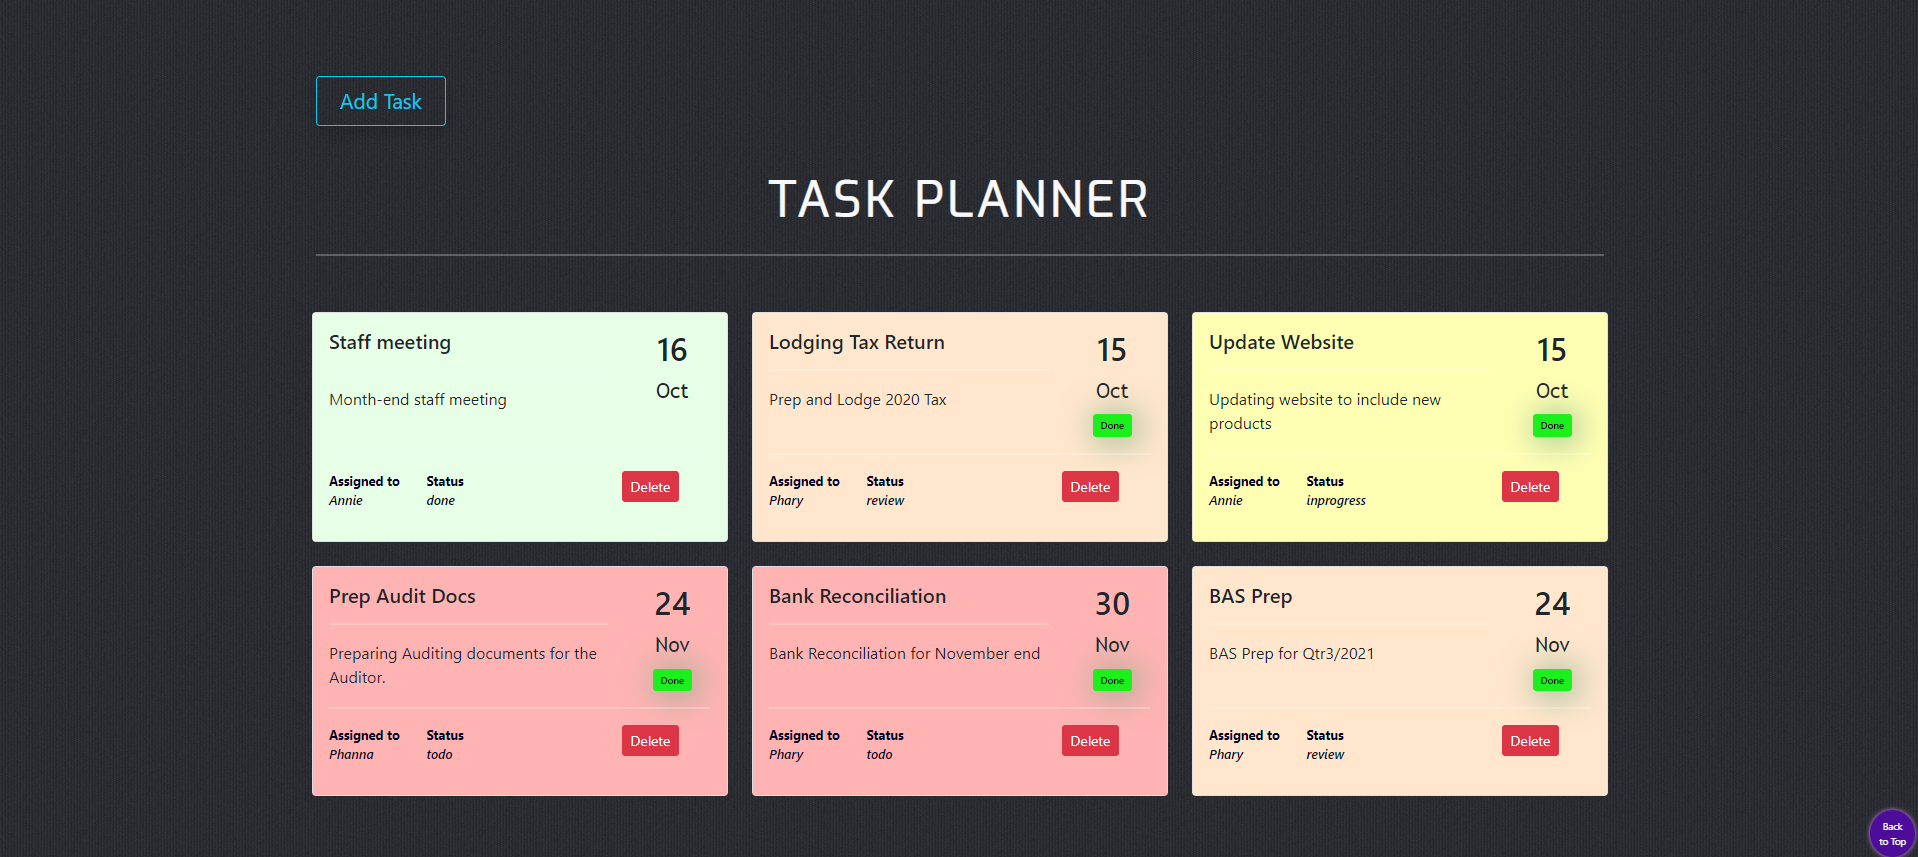 Add Task
TASK PLANNER
Staff meeting
16
Oct
Month-end staff meeting
Assigned to Status
Annie done
Delete
Lodging Tax Return
15
Oct
Prep and Lodge 2020 Tax
Done
Assigned to Status
Phary review
Delete
Update Website
15
Oct
Updating website to include new
products
Done
Assigned to Status
Annie inprogress
Delete
Prep Audit Docs
24
Nov
Preparing Auditing documents for the
Auditor.
Done
Assigned to Status
Phanna todo
Delete
Bank Reconciliation
30
Nov
Bank Reconciliation for November end
Done
Assigned to Status
Phary todo
Delete
BAS Prep
24
Nov
BAS Prep for Qtr3/2021
Done
Assigned to Status
Phary review
Delete
Back
to Top